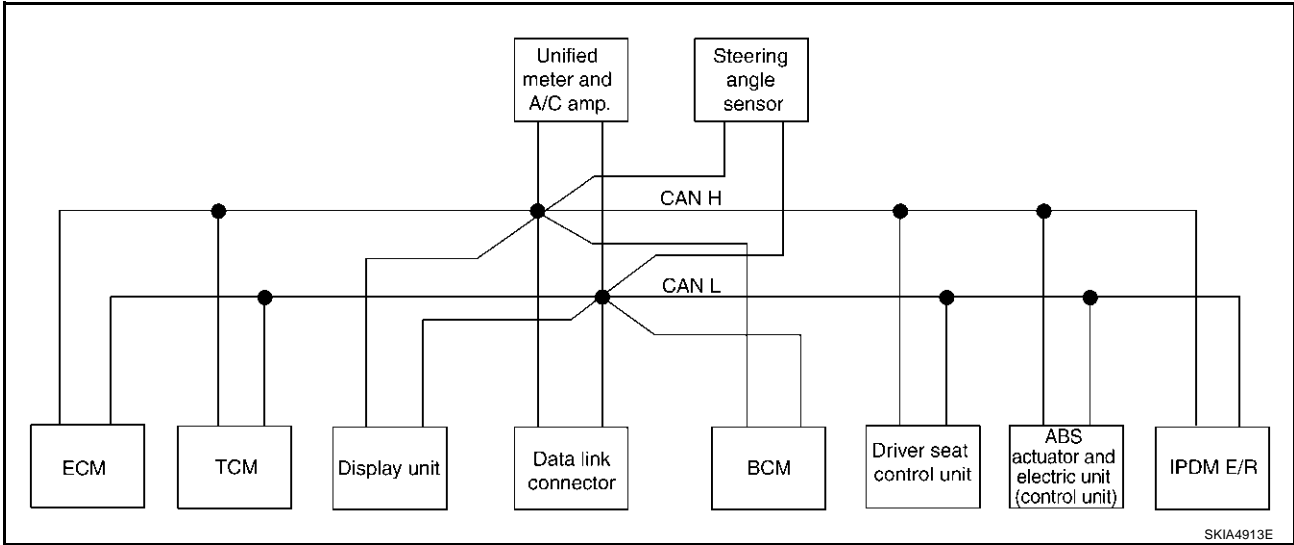 Unified
meter and
A/C amp.
Steering
angle
sensor
CAN H
CAN L
ECM
TCM
Display unit
Data link
connector
BCM
Driver seat
control unit
ABS
actuator and
electric unit
(control unit)
IPDM E/R
SKIA4913E